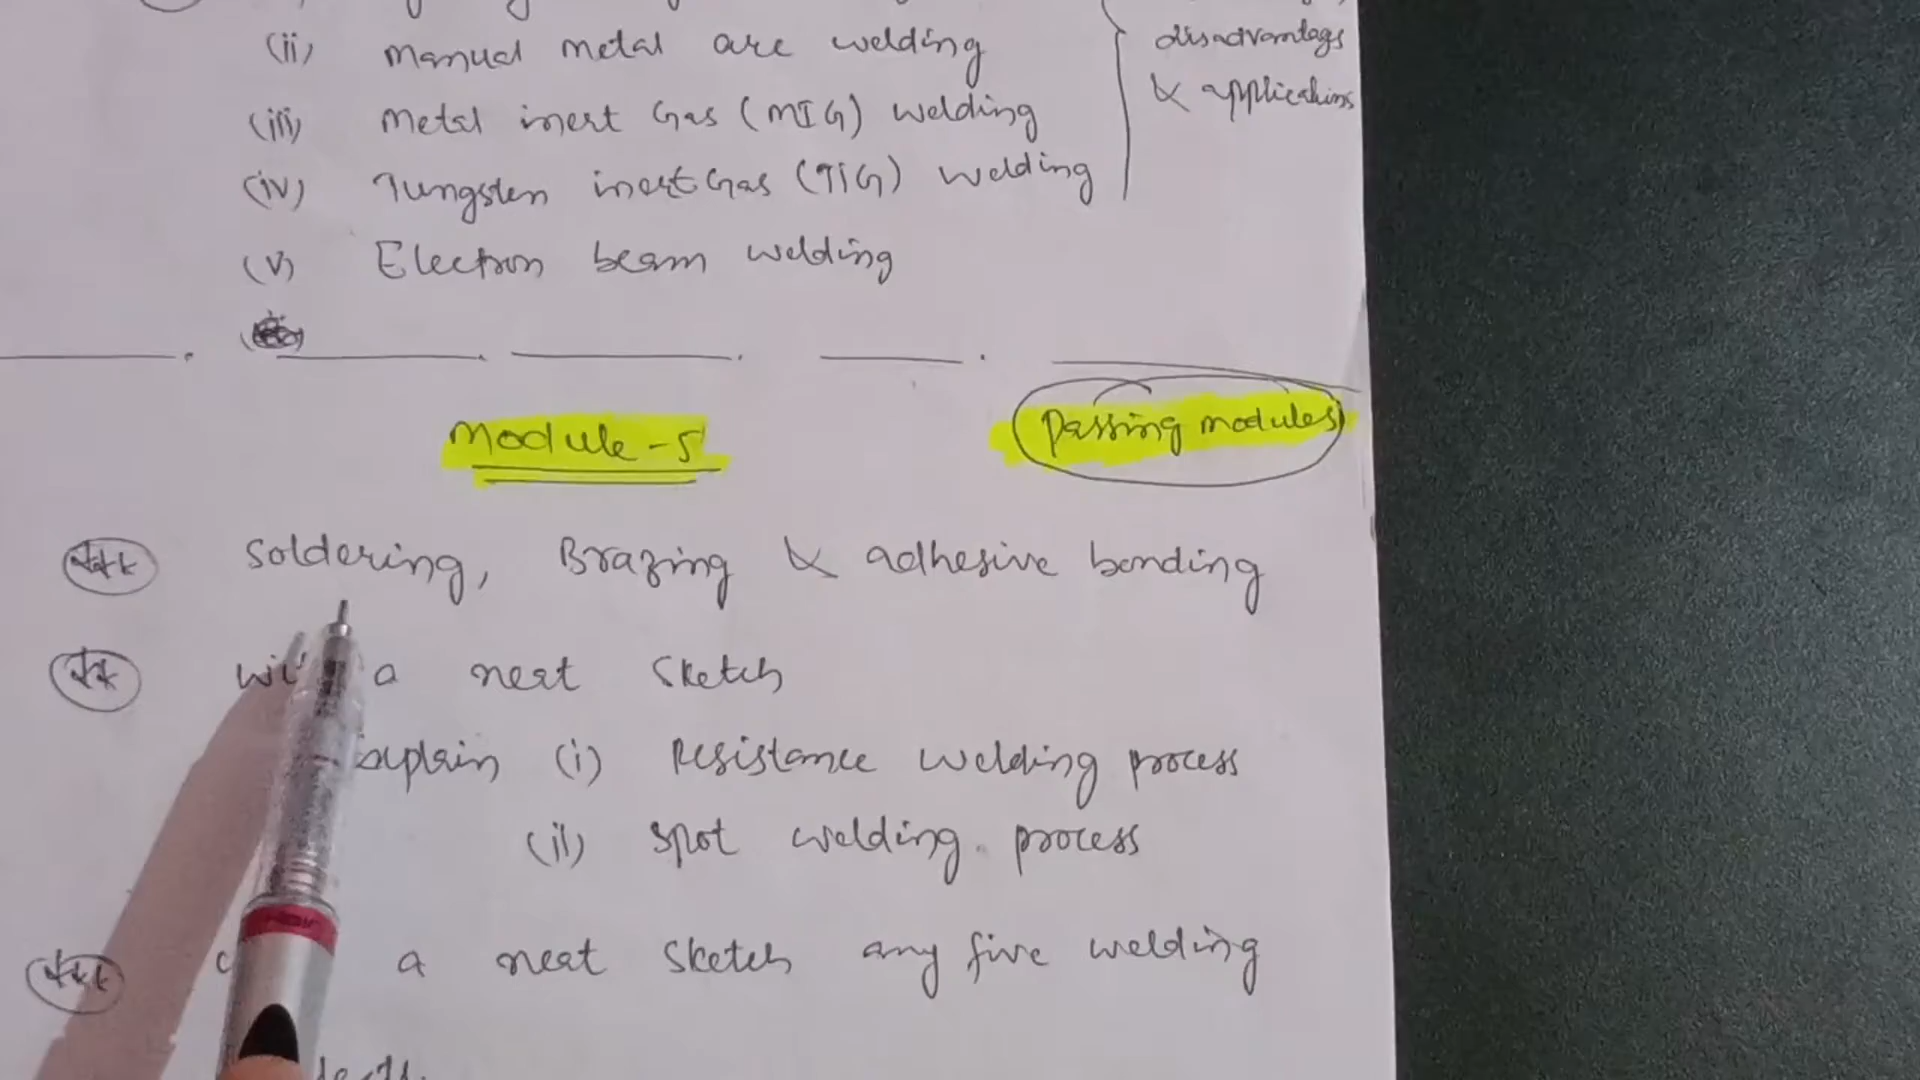 disadvantags
(ii) Manual metal arc welding
& applications
(iii) Metal inert Gas (MIG) welding
(iv) Tungsten inert Gas (TIG) welding
(v) Electron beam welding
Module-5
Passing modules
*** Soldering, Brazing & adhesive bonding
** a neat sketch
explain (i) Resistance welding process
(ii) spot welding process
*** a neat sketch any five welding